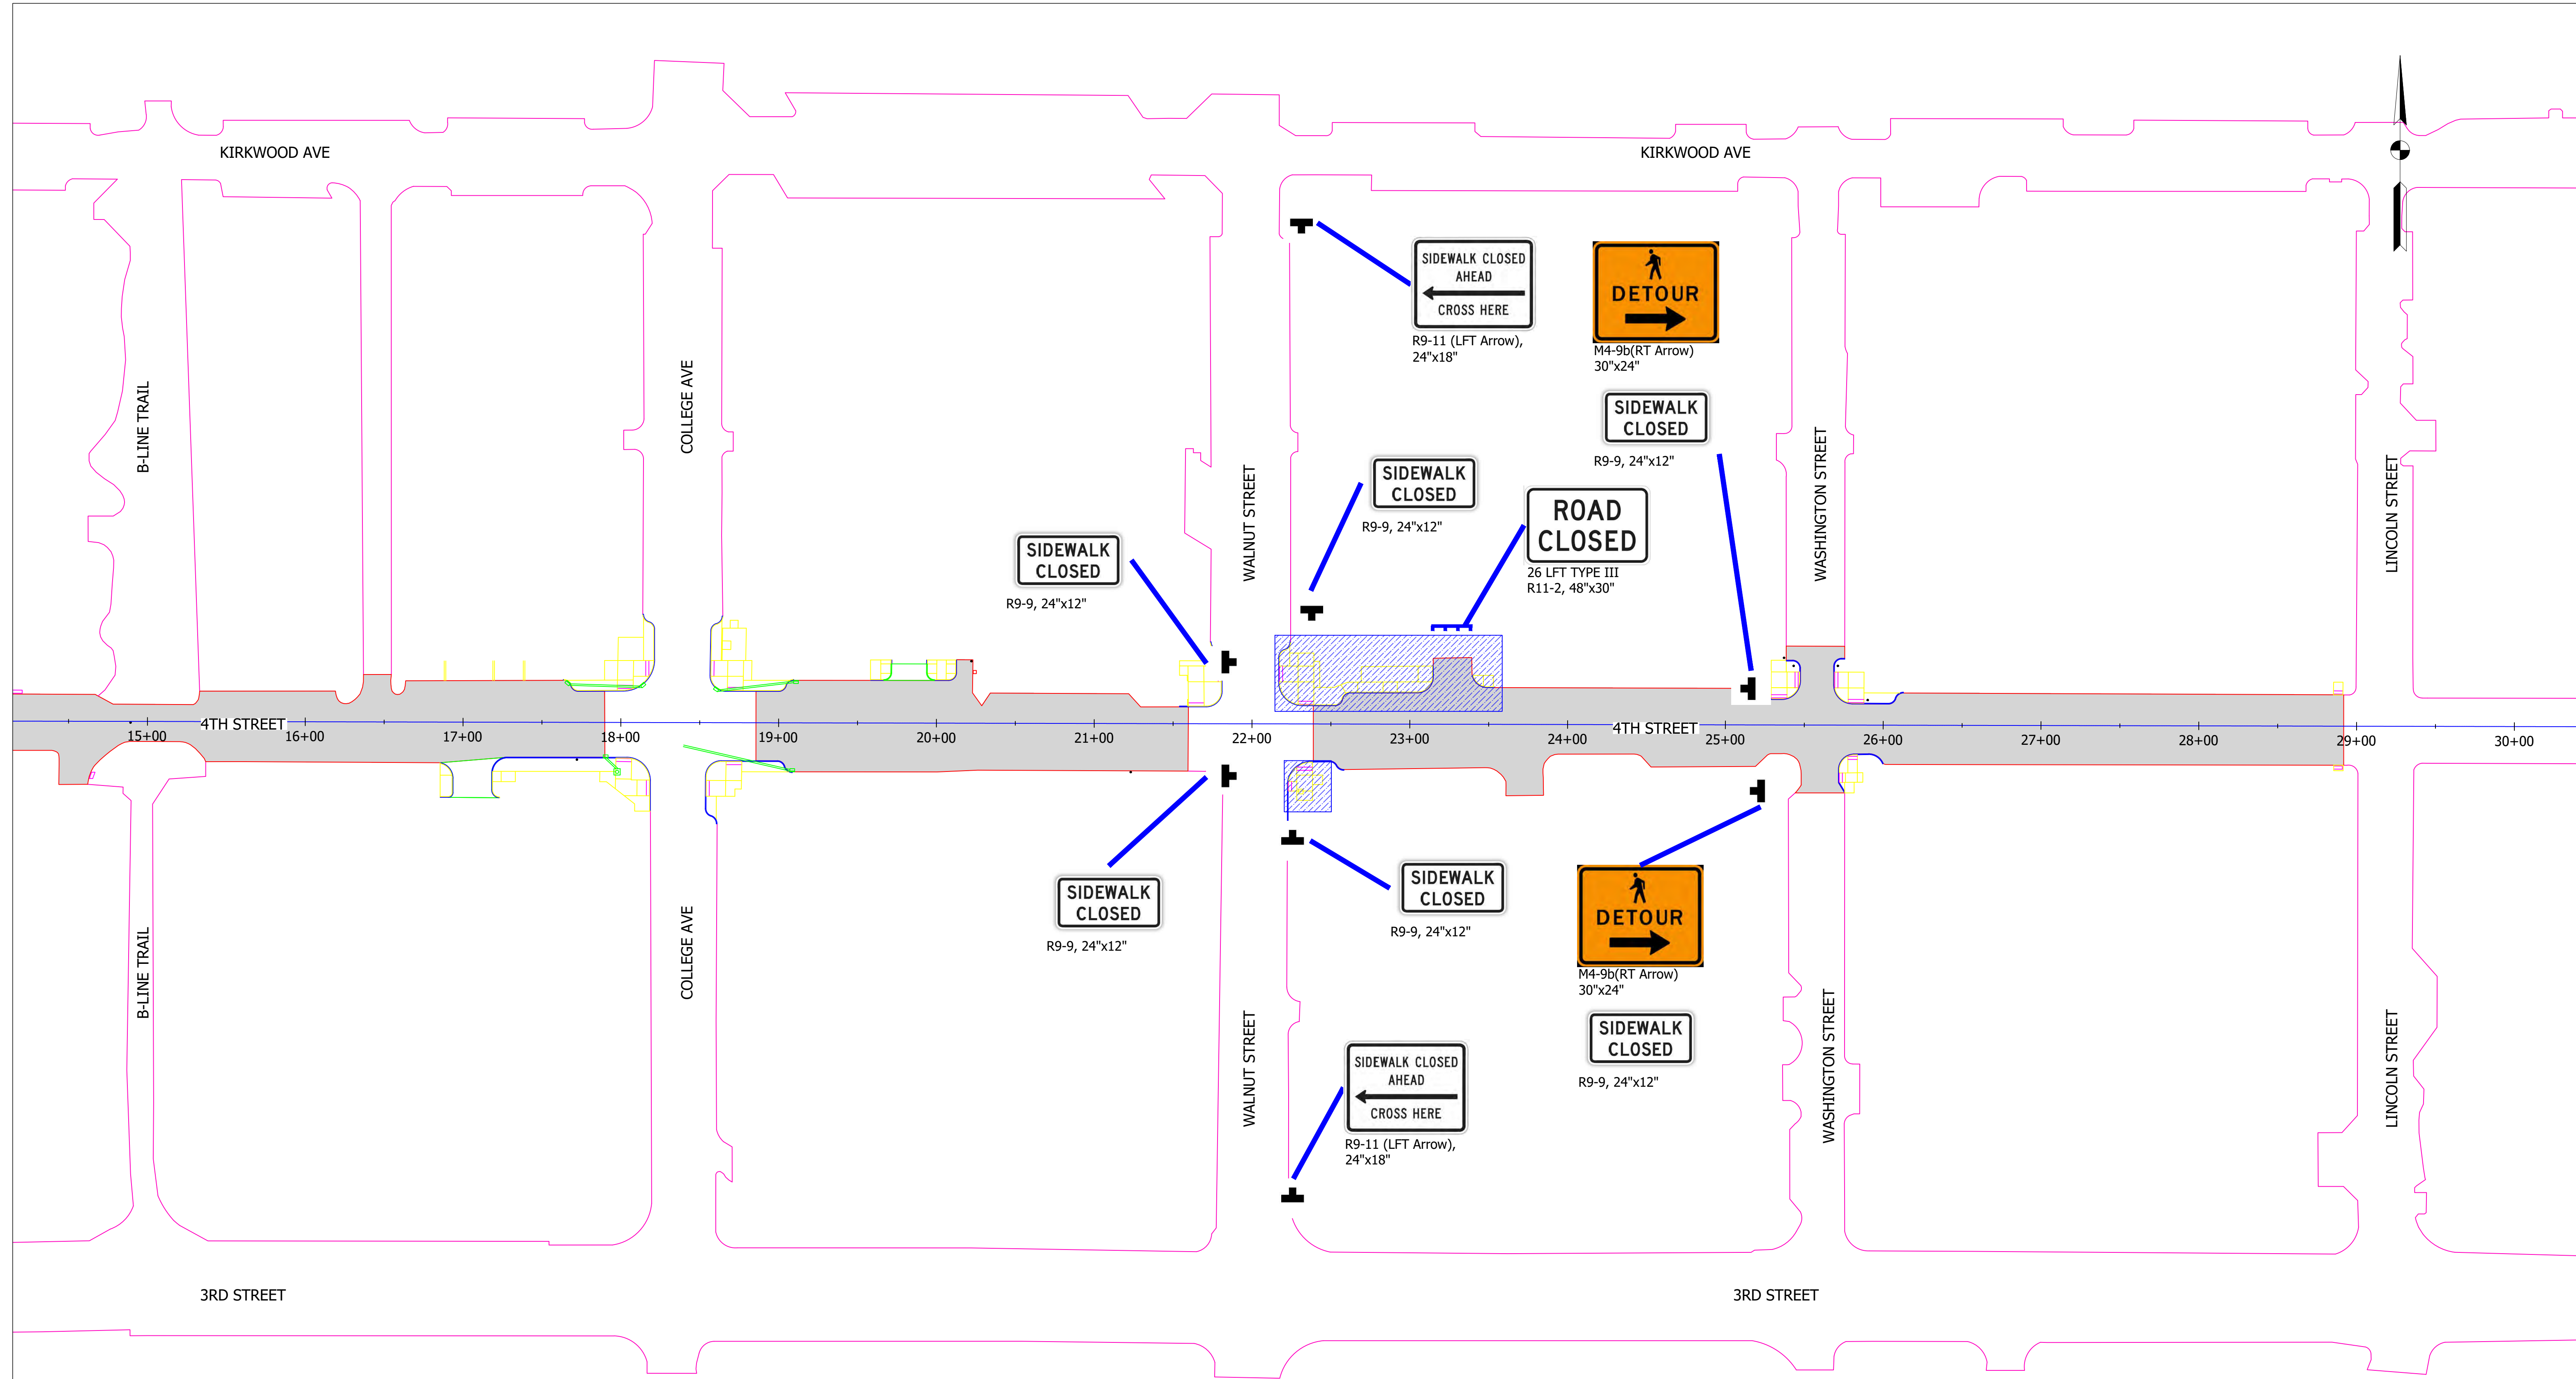 KIRKWOOD AVE
KIRKWOOD AVE
SIDEWALK CLOSED
AHEAD
CROSS HERE
R9-11 (LFT Arrow),
24"x18"
DETOUR
M4-9b(RT Arrow)
30"x24"
SIDEWALK
CLOSED
R9-9, 24"x12"
B-LINE TRAIL
COLLEGE AVE
WALNUT STREET
WASHINGTON STREET
LINCOLN STREET
SIDEWALK
CLOSED
R9-9, 24"x12"
ROAD
CLOSED
26 LFT TYPE III
R11-2, 48"x30"
SIDEWALK
CLOSED
R9-9, 24"x12"
4TH STREET
4TH STREET
15+00
16+00
17+00
18+00
19+00
20+00
21+00
22+00
23+00
24+00
25+00
26+00
27+00
28+00
29+00
30+00
SIDEWALK
CLOSED
R9-9, 24"x12"
SIDEWALK
CLOSED
R9-9, 24"x12"
DETOUR
M4-9b(RT Arrow)
30"x24"
SIDEWALK
CLOSED
R9-9, 24"x12"
B-LINE TRAIL
COLLEGE AVE
WALNUT STREET
WASHINGTON STREET
LINCOLN STREET
SIDEWALK CLOSED
AHEAD
CROSS HERE
R9-11 (LFT Arrow),
24"x18"
3RD STREET
3RD STREET